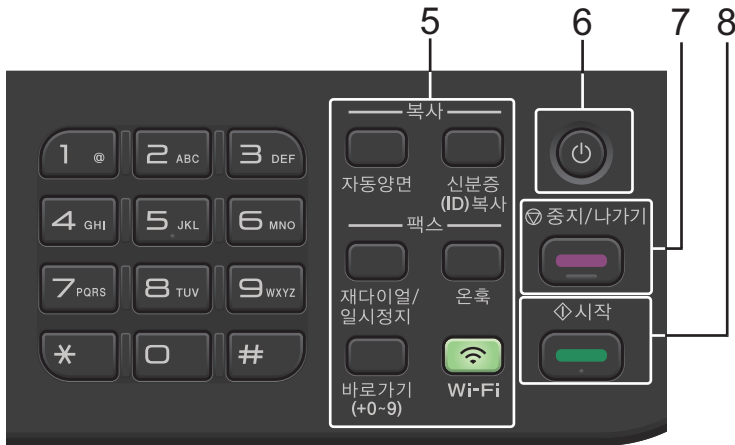 5
6
7
8
복사
자동양면
신분증
(ID)복사
팩스
재다이얼/
일시정지
온훅
바로가기
(+0~9)
Wi-Fi
중지/나가기
시작
1 @
2 ABC
3 DEF
4 GHI
5 JKL
6 MNO
7 PQRS
8 TUV
9 WXYZ
*
0
#